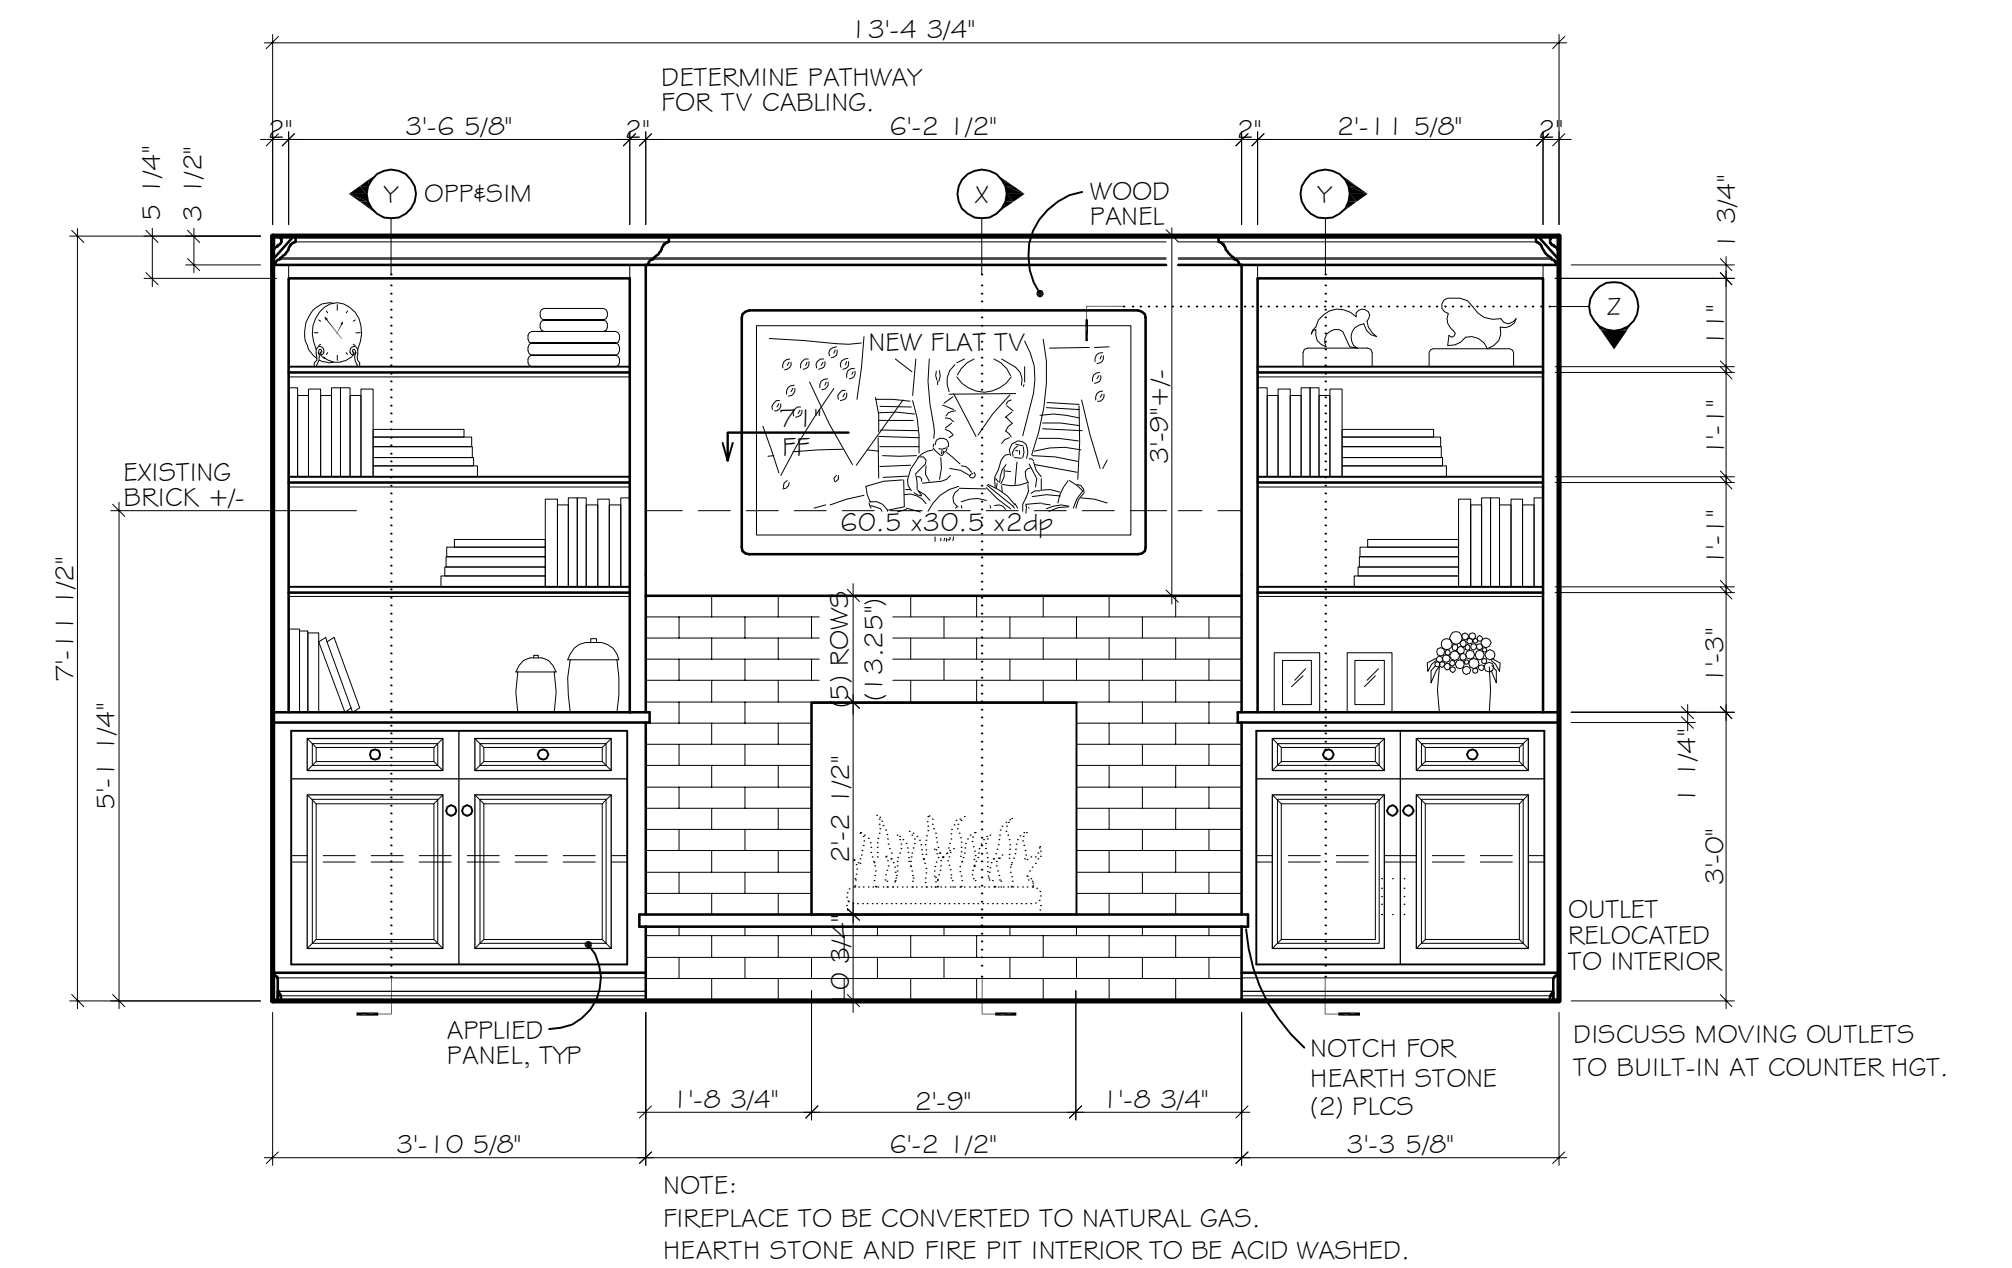 13'-4 3/4"
DETERMINE PATHWAY
FOR TV CABLING.
2"
3'-6 5/8"
2"
6'-2 1/2"
2"
2'-11 5/8"
2"
5 1/4"
3 1/2"
Y
OPP&SIM
X
WOOD
PANEL
Y
1 3/4"
Z
NEW FLAT TV
11"
71"
FF
3'-9"+/-
1'-1"
EXISTING
BRICK +/-
60.5 x30.5 x2dp
1'-1"
7'-11 1/2"
(5) ROWS
(13.25")
1'-3"
5'-1 1/4"
2'-2 1/2"
1 1/4"
3'-0"
OUTLET
RELOCATED
TO INTERIOR
10 3/4"
APPLIED
PANEL, TYP
NOTCH FOR
HEARTH STONE
(2) PLCS
DISCUSS MOVING OUTLETS
TO BUILT-IN AT COUNTER HGT.
1'-8 3/4"
2'-9"
1'-8 3/4"
3'-10 5/8"
6'-2 1/2"
3'-3 5/8"
NOTE:
FIREPLACE TO BE CONVERTED TO NATURAL GAS.
HEARTH STONE AND FIRE PIT INTERIOR TO BE ACID WASHED.